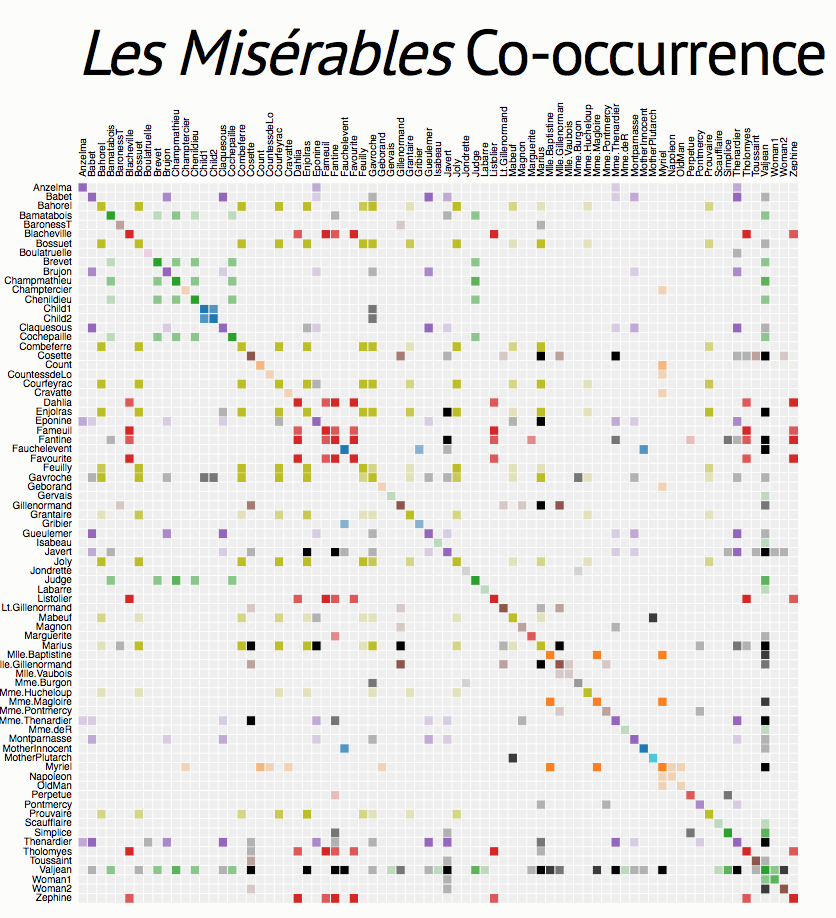 Les Misérables Co-occurrence
Anzelma
Babet
Bahorel
Bamatabois
BaronessT
Blacheville
Bossuet
Boulatruelle
Brevet
Brujon
Champmathieu
Champtercier
Chenildieu
Child1
Child2
Claquesous
Cochepaille
Combeferre
Cosette
Count
CountessdeLo
Courfeyrac
Cravatte
Dahlia
Enjolras
Eponine
Fameuil
Fantine
Fauchelevent
Favourite
Feuilly
Gavroche
Geborand
Gervais
Gillenormand
Grantaire
Gribier
Gueulemer
Isabeau
Javert
Joly
Jondrette
Judge
Labarre
Listolier
Lt.Gillenormand
Mabeuf
Magnon
Marguerite
Marius
Mlle.Baptistine
Mlle.Gillenorman
Mlle.Vaubois
Mme.Burgon
Mme.Hucheloup
Mme.Magloire
Mme.Pontmercy
Mme.Thenardier
Mme.deR
Montparnasse
MotherInnocent
MotherPlutarch
Myriel
Napoleon
OldMan
Perpetue
Pontmercy
Prouvaire
Scaufflaire
Simplice
Thenardier
Tholomyes
Toussaint
Valjean
Woman1
Woman2
Zephine
Anzelma
Babet
Bahorel
Bamatabois
BaronessT
Blacheville
Bossuet
Boulatruelle
Brevet
Brujon
Champmathieu
Champtercier
Chenildieu
Child1
Child2
Claquesous
Cochepaille
Combeferre
Cosette
Count
CountessdeLo
Courfeyrac
Cravatte
Dahlia
Enjolras
Eponine
Fameuil
Fantine
Fauchelevent
Favourite
Feuilly
Gavroche
Geborand
Gervais
Gillenormand
Grantaire
Gribier
Gueulemer
Isabeau
Javert
Joly
Jondrette
Judge
Labarre
Listolier
Lt.Gillenormand
Mabeuf
Magnon
Marguerite
Marius
Mlle.Baptistine
lle.Gillenormand
Mlle.Vaubois
Mme.Burgon
Mme.Hucheloup
Mme.Magloire
Mme.Pontmercy
Mme.Thenardier
Mme.deR
Montparnasse
MotherInnocent
MotherPlutarch
Myriel
Napoleon
OldMan
Perpetue
Pontmercy
Prouvaire
Scaufflaire
Simplice
Thenardier
Tholomyes
Toussaint
Valjean
Woman1
Woman2
Zephine